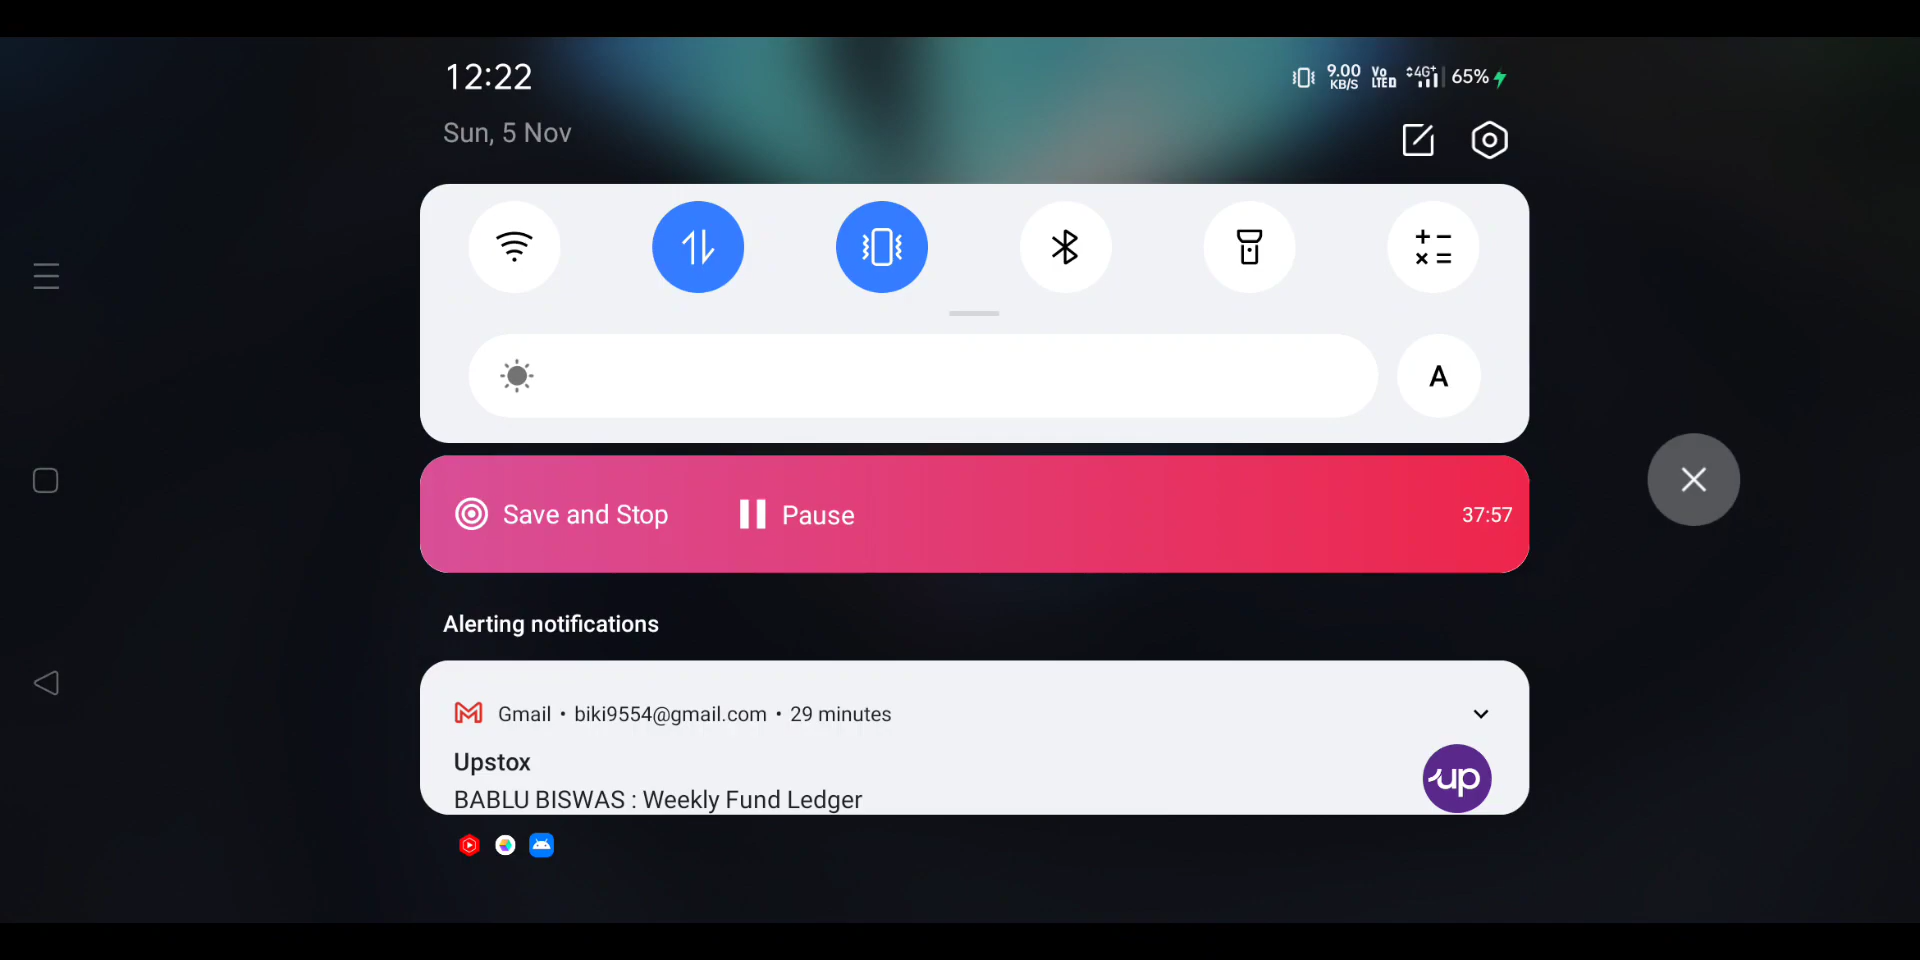 12:22
9.00 KB/S Vo LTED 4G+ 65%
Sun, 5 Nov
A
Save and Stop Pause 37:57
Alerting notifications
Gmail • biki9554@gmail.com • 29 minutes
Upstox
up
BABLU BISWAS : Weekly Fund Ledger